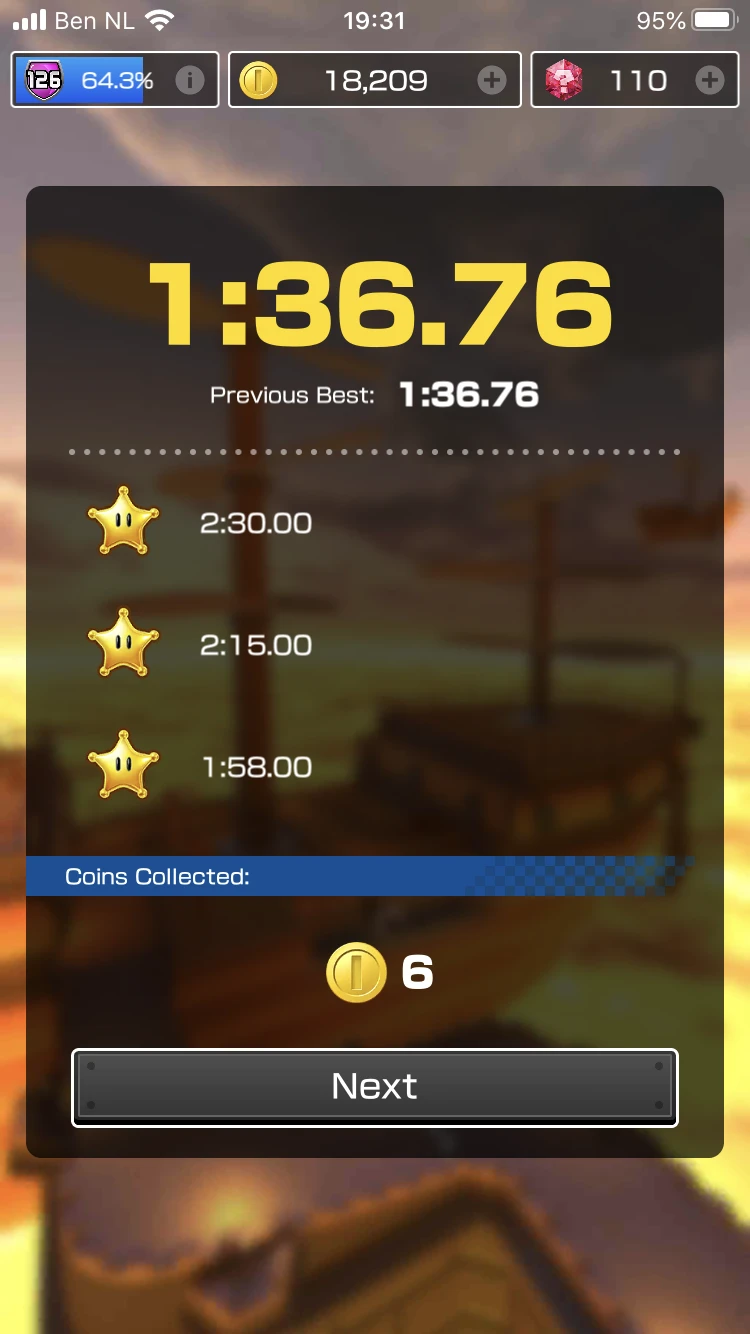 Ben NL 19:31 95%
126 64.3% i 18,209 + ? 110 +
1:36.76
Previous Best: 1:36.76
2:30.00
2:15.00
1:58.00
Coins Collected:
6
Next